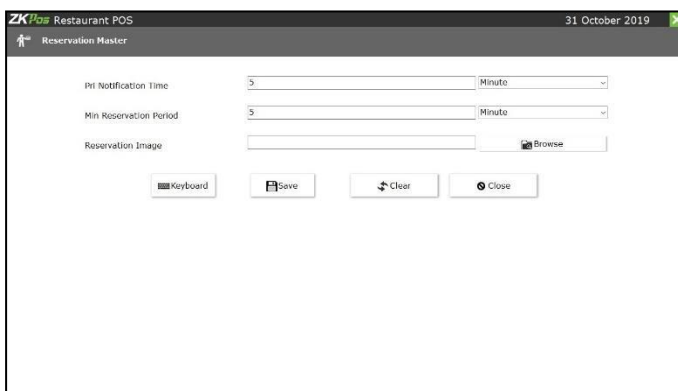 ZKPos Restaurant POS 31 October 2019
Reservation Master
Pri Notification Time 5 Minute
Min Reservation Period 5 Minute
Reservation Image Browse
Keyboard Save Clear Close